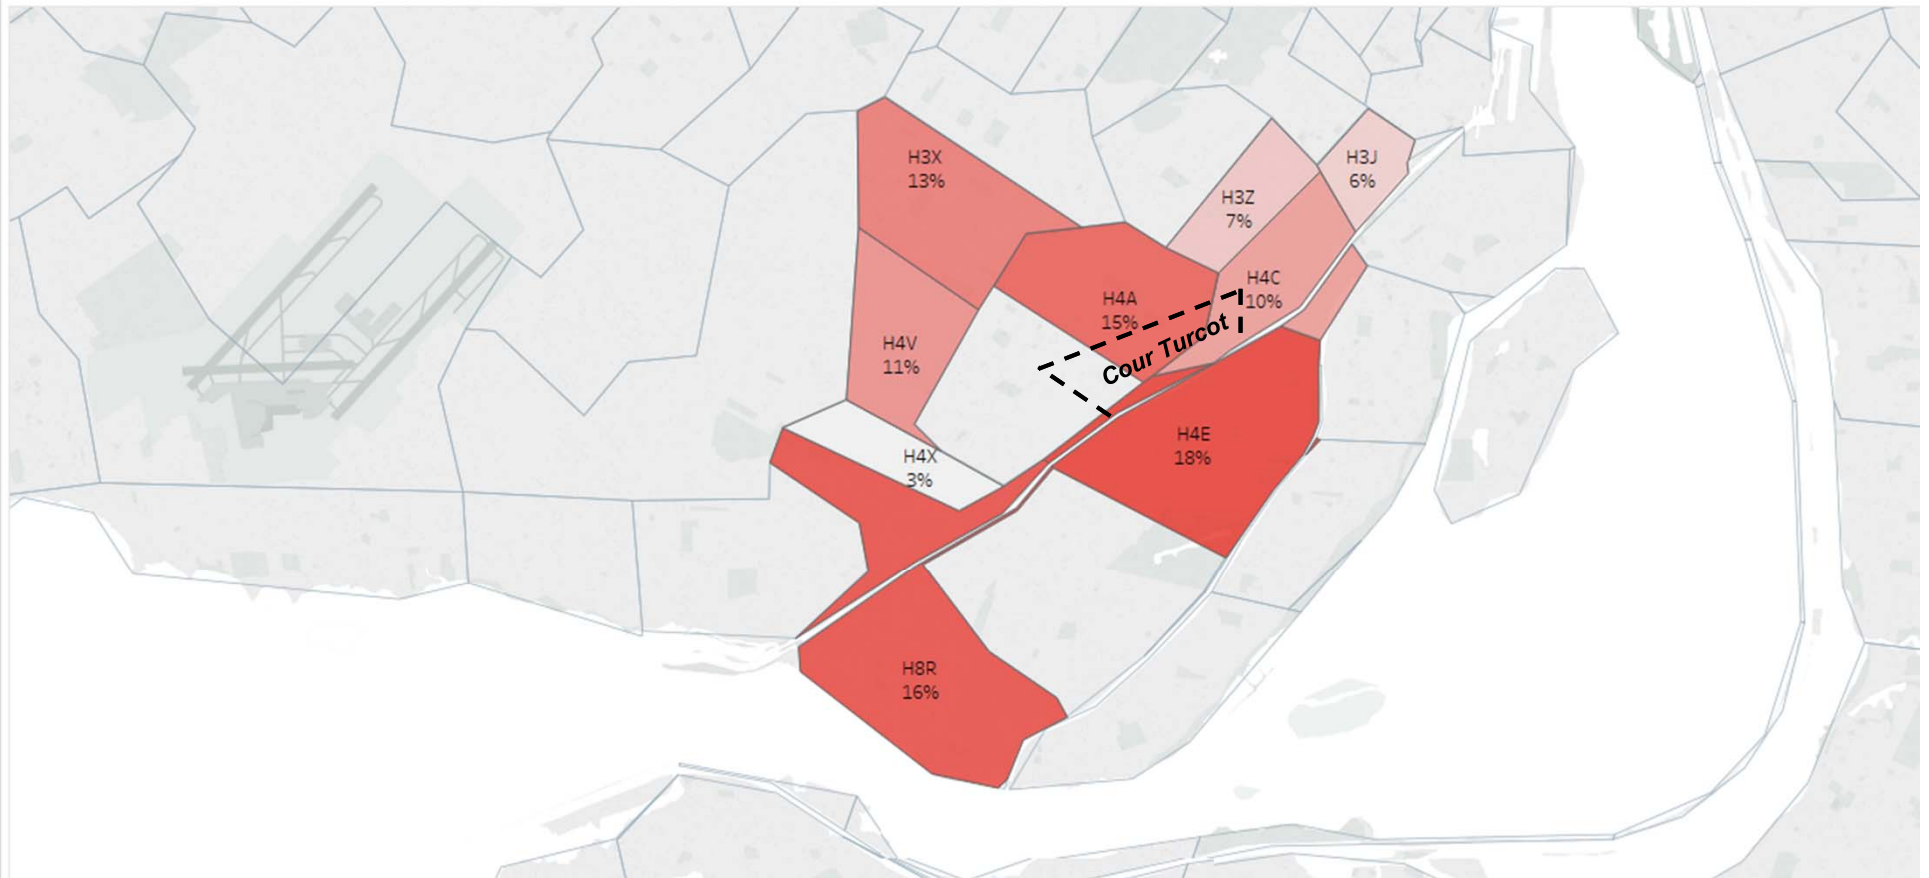 H3X
13%
H3J
6%
H3Z
7%
H4C
10%
H4A
15%
Cour Turcot
H4V
11%
H4E
18%
H4X
3%
H8R
16%